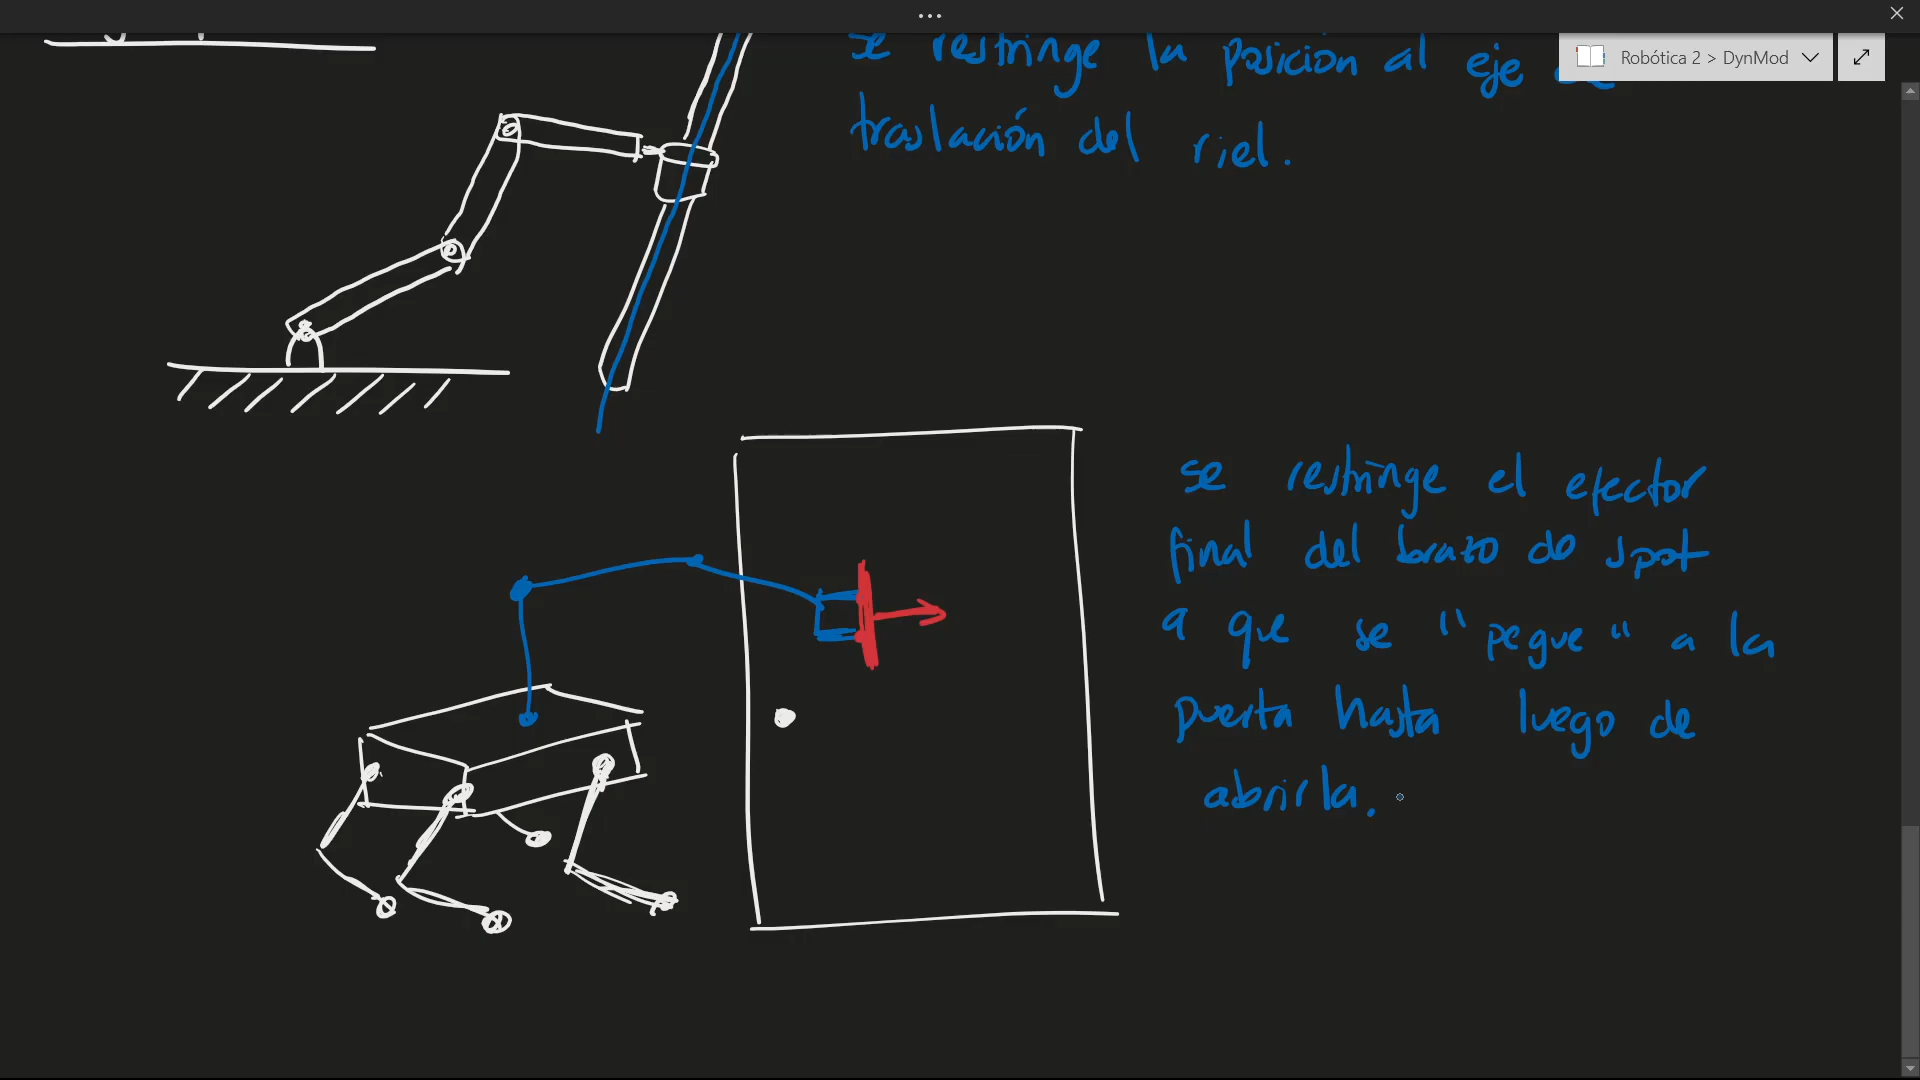 se restringe la posición al eje de
traslación del riel.
Robótica 2 > DynMod
se restringe el efector
final del brazo de spot
a que se "pegue" a la
puerta hasta luego de
abrirla.